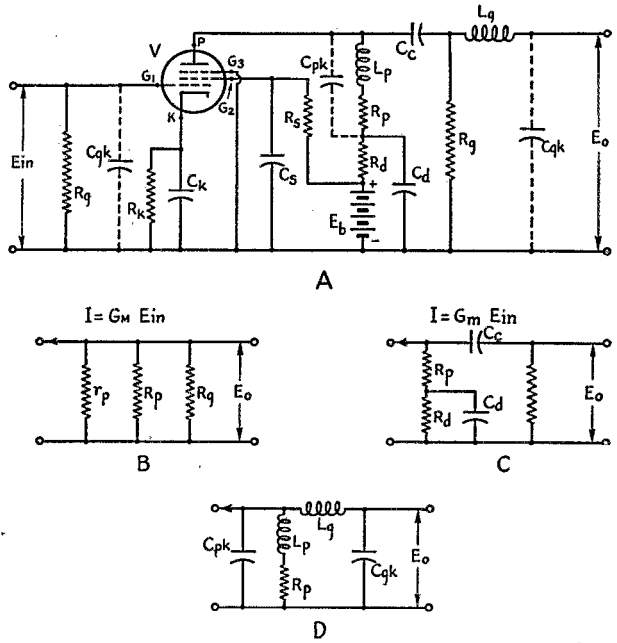 V
P
G1
G3
G2
K
Ein
Rg
Cgk
Rk
Ck
Cs
Rs
Cpk
Lp
Rp
Rd
Cd
Eb
+
-
Cc
Rg
Lg
Cgk
Eo
A
I = GM Ein
rp
Rp
Rg
Eo
B
I = Gm Ein
Cc
Rp
Rd
Cd
Eo
C
Cpk
Lp
Rp
Lg
Cgk
Eo
D